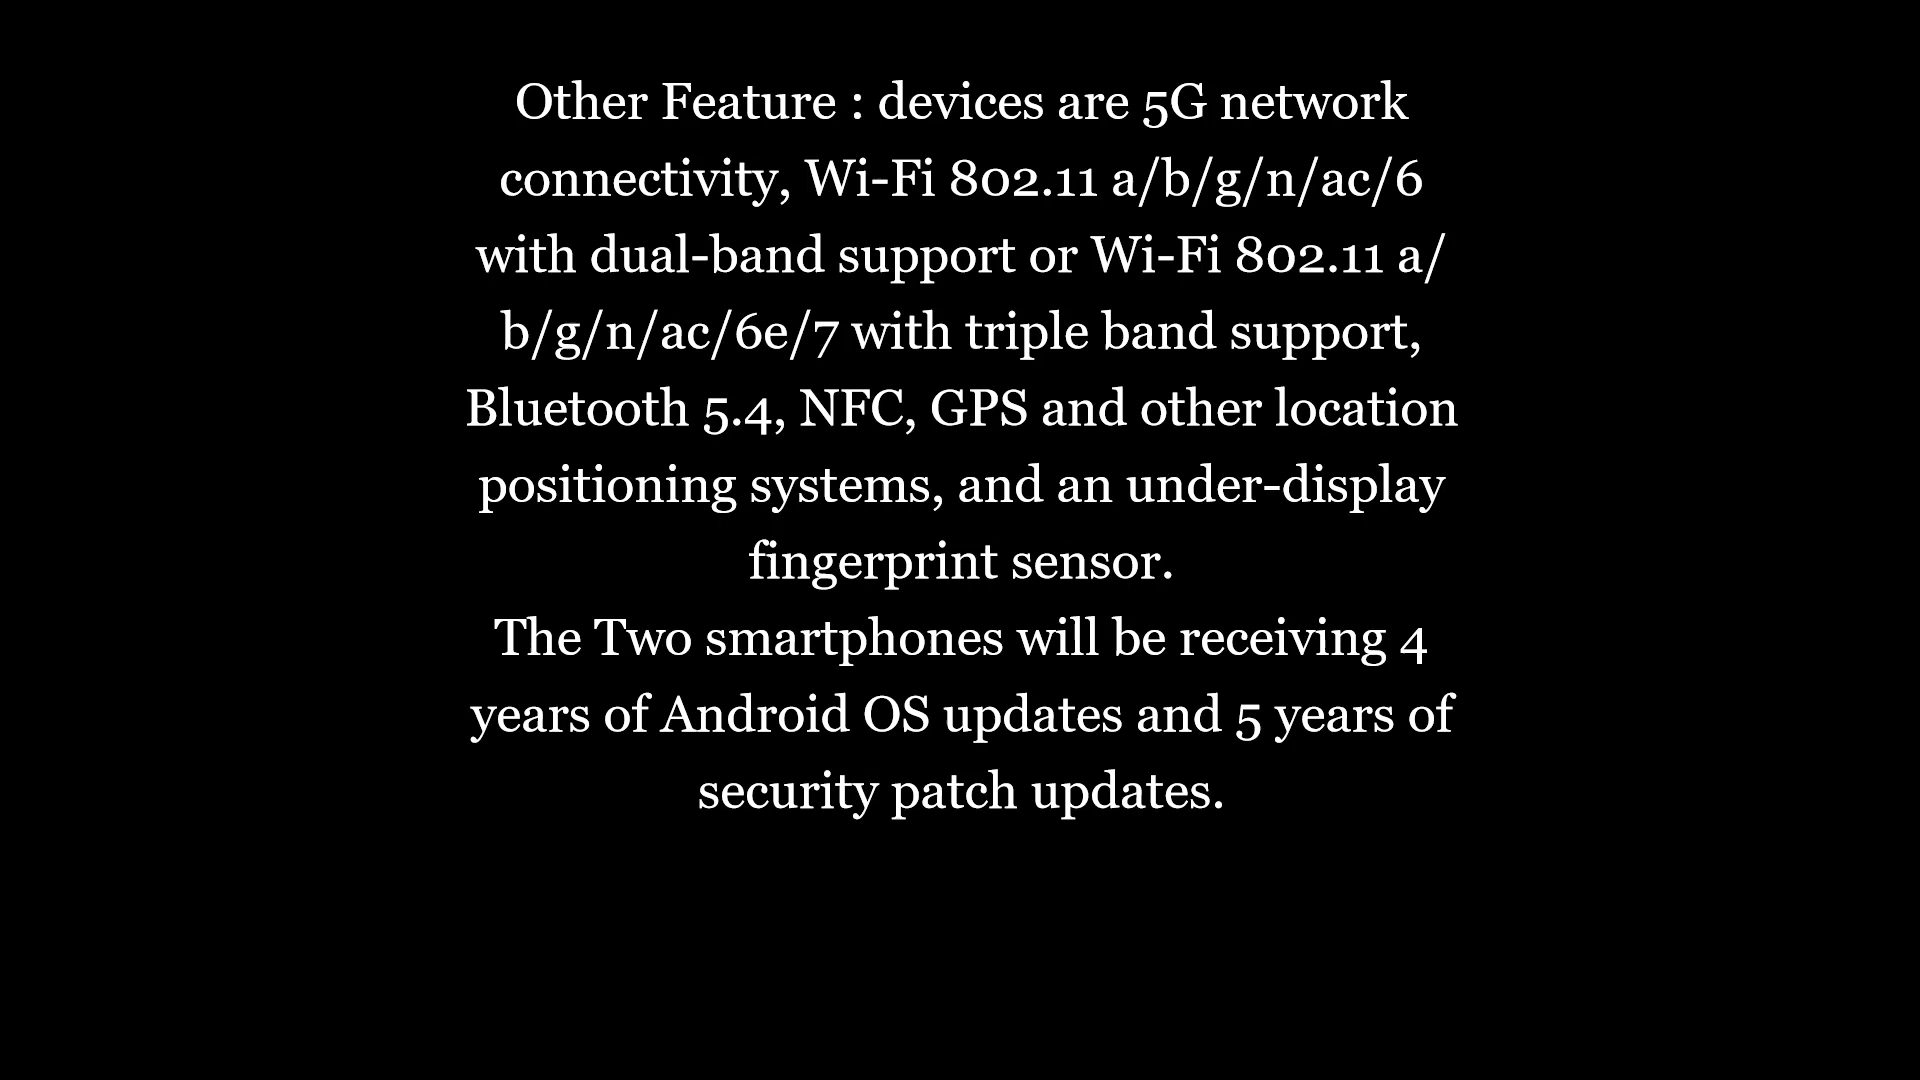 Other Feature : devices are 5G network
connectivity, Wi-Fi 802.11 a/b/g/n/ac/6
with dual-band support or Wi-Fi 802.11 a/
b/g/n/ac/6e/7 with triple band support,
Bluetooth 5.4, NFC, GPS and other location
positioning systems, and an under-display
fingerprint sensor.
The Two smartphones will be receiving 4
years of Android OS updates and 5 years of
security patch updates.